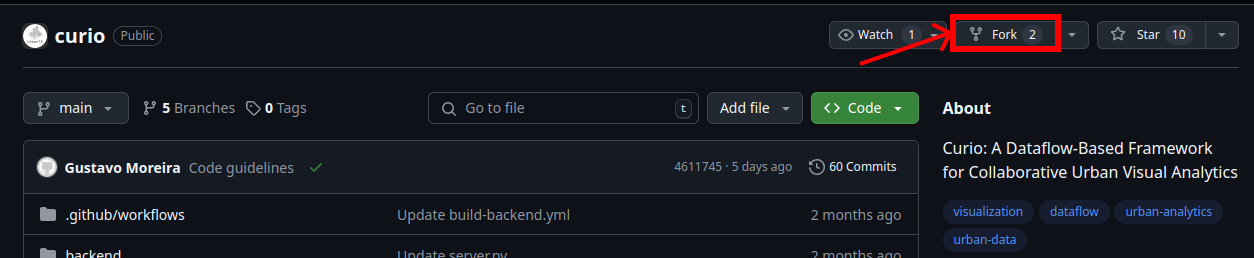 curio Public Watch 1 Fork 2 Star 10
main 5 Branches 0 Tags Go to file t Add file Code About
Curio: A Dataflow-Based Framework
for Collaborative Urban Visual Analytics
Gustavo Moreira Code guidelines 4611745 · 5 days ago 60 Commits
.github/workflows Update build-backend.yml 2 months ago
visualization dataflow urban-analytics
urban-data
backend Update server.py 2 months ago